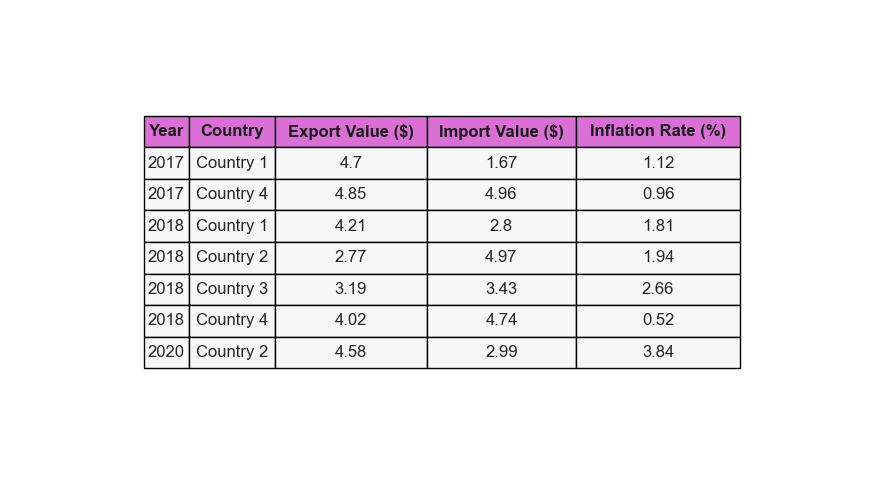 Year Country Export Value ($) Import Value ($) Inflation Rate (%)
2017 Country 1 4.7 1.67 1.12
2017 Country 4 4.85 4.96 0.96
2018 Country 1 4.21 2.8 1.81
2018 Country 2 2.77 4.97 1.94
2018 Country 3 3.19 3.43 2.66
2018 Country 4 4.02 4.74 0.52
2020 Country 2 4.58 2.99 3.84